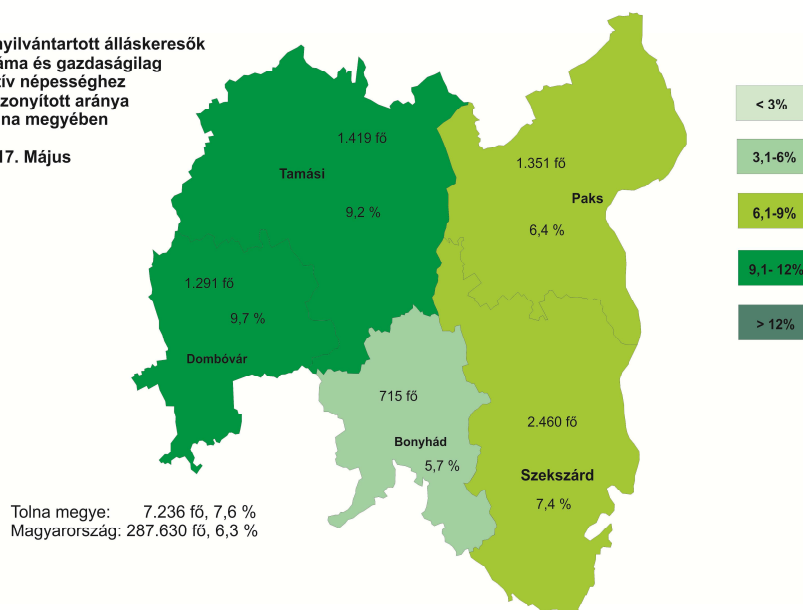 nyilvántartott álláskeresők
áma és gazdaságilag
tív népességhez
zonyított aránya
na megyében
17. Május
1.419 fő
Tamási
9,2 %
1.351 fő
Paks
6,4 %
1.291 fő
9,7 %
Dombóvár
715 fő
Bonyhád
5,7 %
2.460 fő
Szekszárd
7,4 %
< 3%
3,1-6%
6,1-9%
9,1- 12%
> 12%
Tolna megye: 7.236 fő, 7,6 %
Magyarország: 287.630 fő, 6,3 %